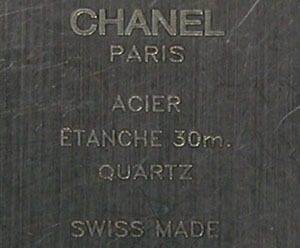 CHANEL
PARIS
ACIER
ÉTANCHE 30m.
QUARTZ
SWISS MADE